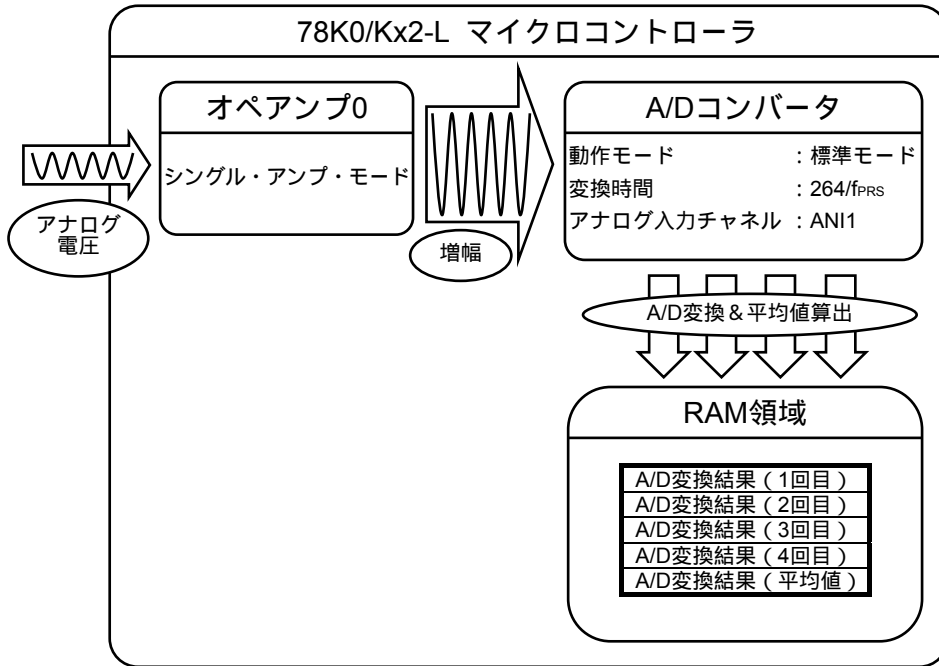 78K0/Kx2-L マイクロコントローラ
オペアンプ0
シングル・アンプ・モード
アナログ
電圧
増幅
A/Dコンバータ
動作モード ：標準モード
変換時間 ：264/fPRS
アナログ入力チャネル ：ANI1
A/D変換＆平均値算出
RAM領域
A/D変換結果（1回目）
A/D変換結果（2回目）
A/D変換結果（3回目）
A/D変換結果（4回目）
A/D変換結果（平均値）